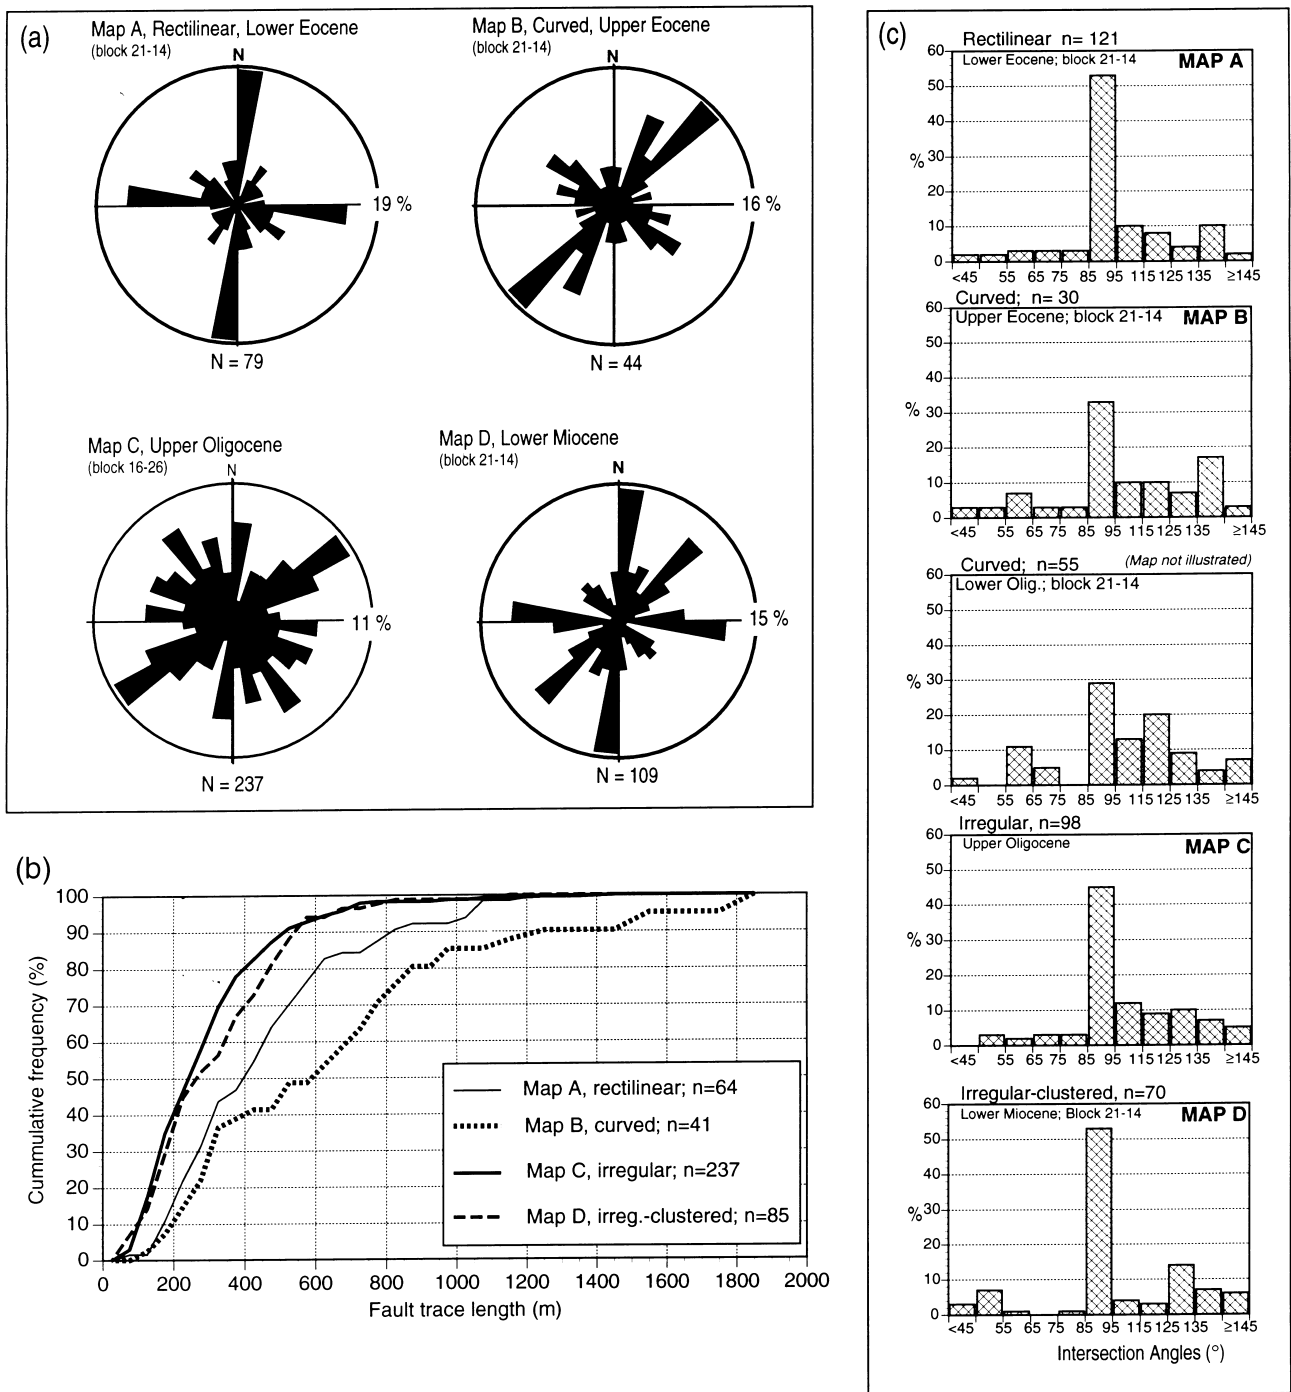 (a)
Map A, Rectilinear, Lower Eocene
(block 21-14)
N
19 %
N = 79
Map B, Curved, Upper Eocene
(block 21-14)
N
16 %
N = 44
Map C, Upper Oligocene
(block 16-26)
N
11 %
N = 237
Map D, Lower Miocene
(block 21-14)
N
15 %
N = 109
(b)
Cummulative frequency (%)
100
90
80
70
60
50
40
30
20
10
0
0 200 400 600 800 1000 1200 1400 1600 1800 2000
Fault trace length (m)
Map A, rectilinear; n=64
Map B, curved; n=41
Map C, irregular; n=237
Map D, irreg.-clustered; n=85
(c)
Rectilinear n= 121
Lower Eocene; block 21-14
MAP A
60
50
40
% 30
20
10
0
<45 55 65 75 85 95 115 125 135 ≥145
Curved; n= 30
Upper Eocene; block 21-14
MAP B
60
50
40
% 30
20
10
0
<45 55 65 75 85 95 115 125 135 ≥145
Curved; n=55
(Map not illustrated)
Lower Olig.; block 21-14
60
50
40
% 30
20
10
0
<45 55 65 75 85 95 115 125 135 ≥145
Irregular, n=98
Upper Oligocene
MAP C
60
50
40
% 30
20
10
0
<45 55 65 75 85 95 115 125 135 ≥145
Irregular-clustered, n=70
Lower Miocene; Block 21-14
MAP D
60
50
40
% 30
20
10
0
<45 55 65 75 85 95 115 125 135 ≥145
Intersection Angles (°)